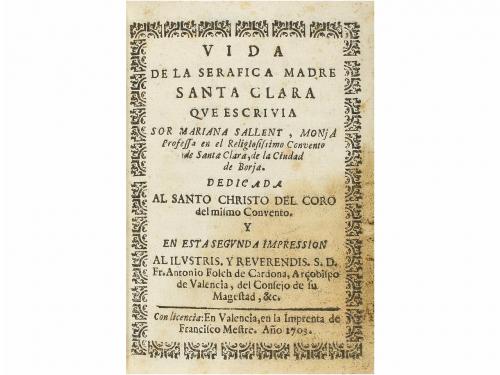 VIDA
DE LA SERAFICA MADRE
SANTA CLARA
QVE ESCRIVIA
SOR MARIANA SALLENT, MONJA
Professa en el Religiosissimo Convento
de Santa Clara, de la Ciudad
de Borja.
DEDICADA
AL SANTO CHRISTO DEL CORO
del mismo Convento.
Y
EN ESTA SEGVNDA IMPRESSION
AL ILVSTRIS. Y REVERENDIS. S. D.
Fr. Antonio Folch de Cardona, Arçobispo
de Valencia, del Consejo de su
Magestad, &c.
Con licencia: En Valencia, en la Imprenta de
Francisco Mestre. Año 1703.